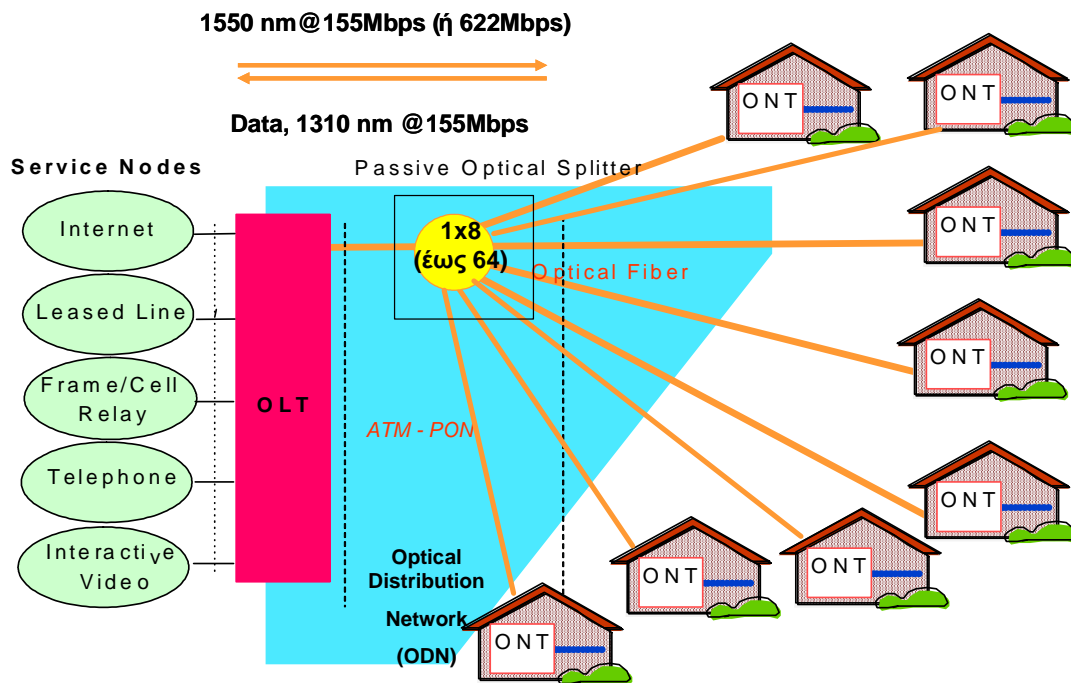 1550 nm@155Mbps (ή 622Mbps)
Data, 1310 nm @155Mbps
Service Nodes
Passive Optical Splitter
Internet
Leased Line
Frame/Cell
Relay
Telephone
Interactive
Video
OLT
1x8
(έως 64)
Optical Fiber
ATM - PON
Optical
Distribution
Network
(ODN)
ONT
ONT
ONT
ONT
ONT
ONT
ONT
ONT